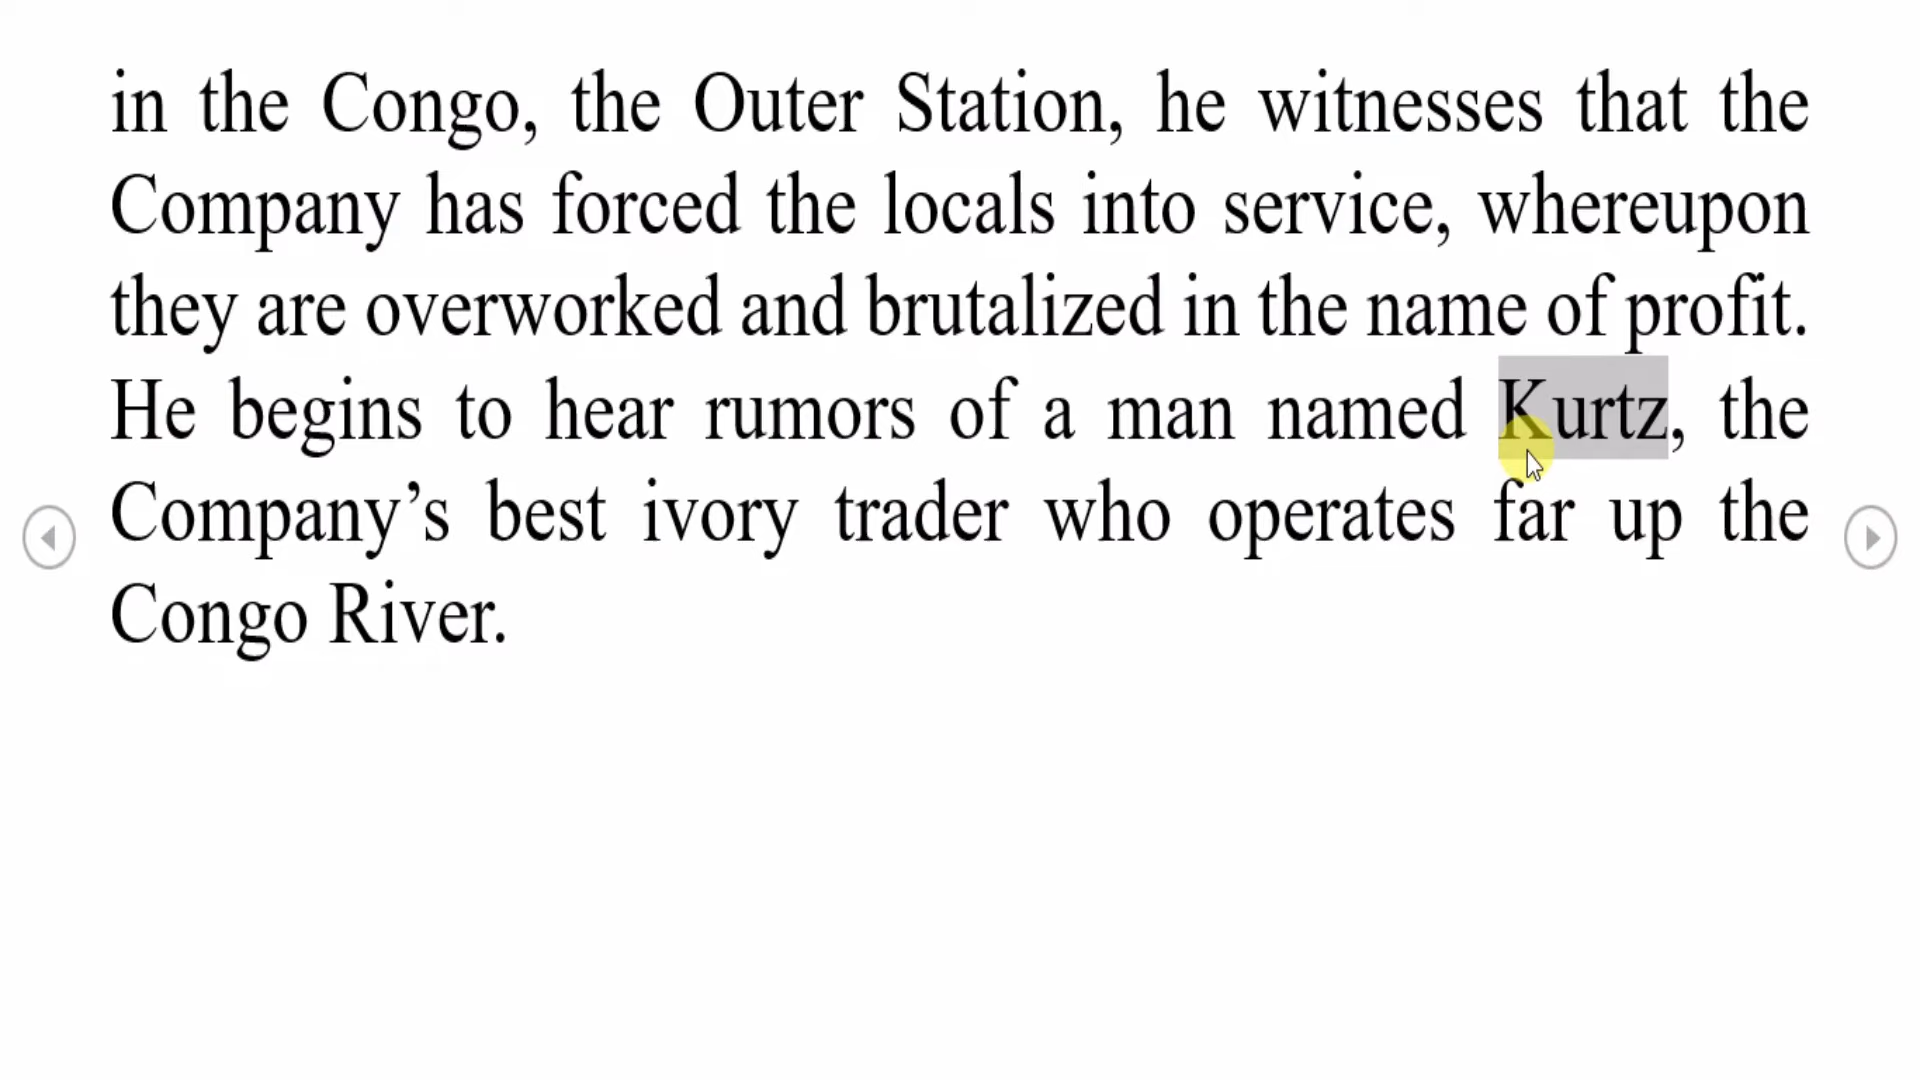 in the Congo, the Outer Station, he witnesses that the
Company has forced the locals into service, whereupon
they are overworked and brutalized in the name of profit.
He begins to hear rumors of a man named Kurtz, the
Company’s best ivory trader who operates far up the
Congo River.